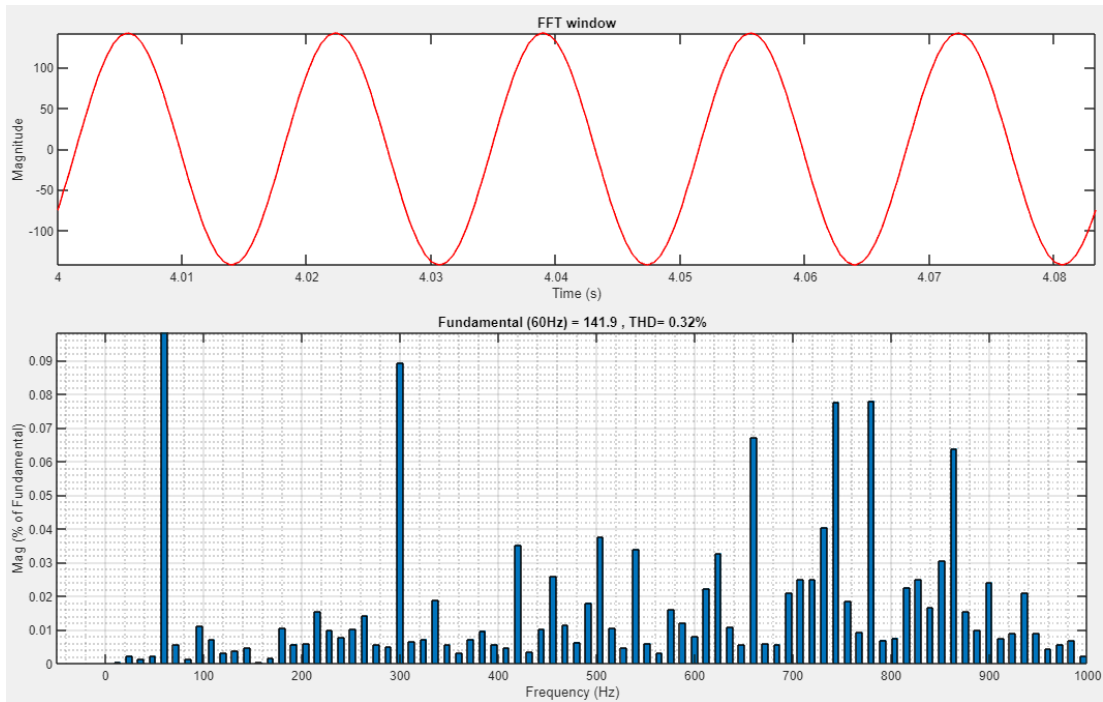 FFT window
100
50
0
-50
-100
Magnitude
4 4.01 4.02 4.03 4.04 4.05 4.06 4.07 4.08
Time (s)
Fundamental (60Hz) = 141.9 , THD= 0.32%
0.09
0.08
0.07
0.06
0.05
0.04
0.03
0.02
0.01
0
Mag (% of Fundamental)
0 100 200 300 400 500 600 700 800 900 1000
Frequency (Hz)